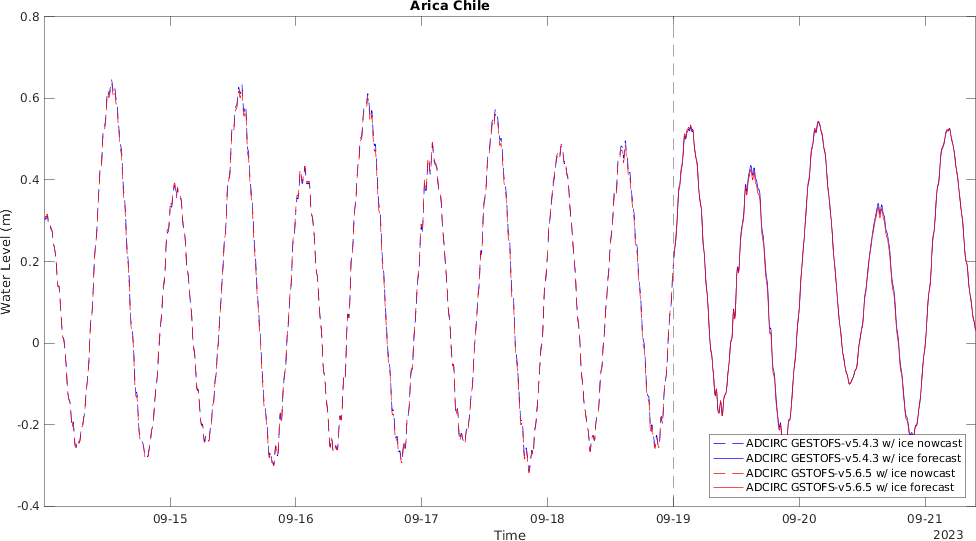 Arica Chile
Water Level (m)
0.8
0.6
0.4
0.2
0
-0.2
-0.4
ADCIRC GESTOFS-v5.4.3 w/ ice nowcast
ADCIRC GESTOFS-v5.4.3 w/ ice forecast
ADCIRC GSTOFS-v5.6.5 w/ ice nowcast
ADCIRC GSTOFS-v5.6.5 w/ ice forecast
09-15 09-16 09-17 09-18 09-19 09-20 09-21
Time
2023